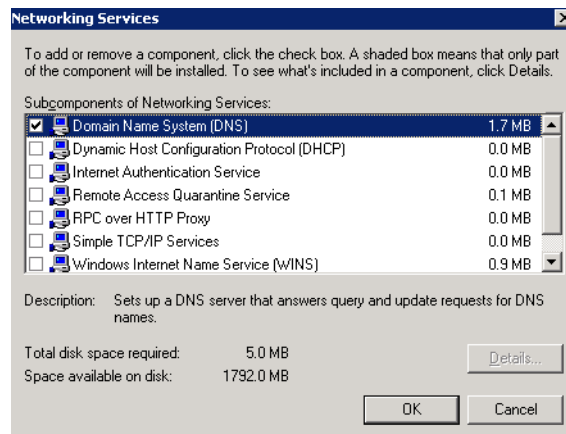 Networking Services
To add or remove a component, click the check box. A shaded box means that only part
of the component will be installed. To see what's included in a component, click Details.
Subcomponents of Networking Services:
Domain Name System (DNS) 1.7 MB
Dynamic Host Configuration Protocol (DHCP) 0.0 MB
Internet Authentication Service 0.0 MB
Remote Access Quarantine Service 0.1 MB
RPC over HTTP Proxy 0.0 MB
Simple TCP/IP Services 0.0 MB
Windows Internet Name Service (WINS) 0.9 MB
Description: Sets up a DNS server that answers query and update requests for DNS
names.
Total disk space required: 5.0 MB
Details...
Space available on disk: 1792.0 MB
OK Cancel